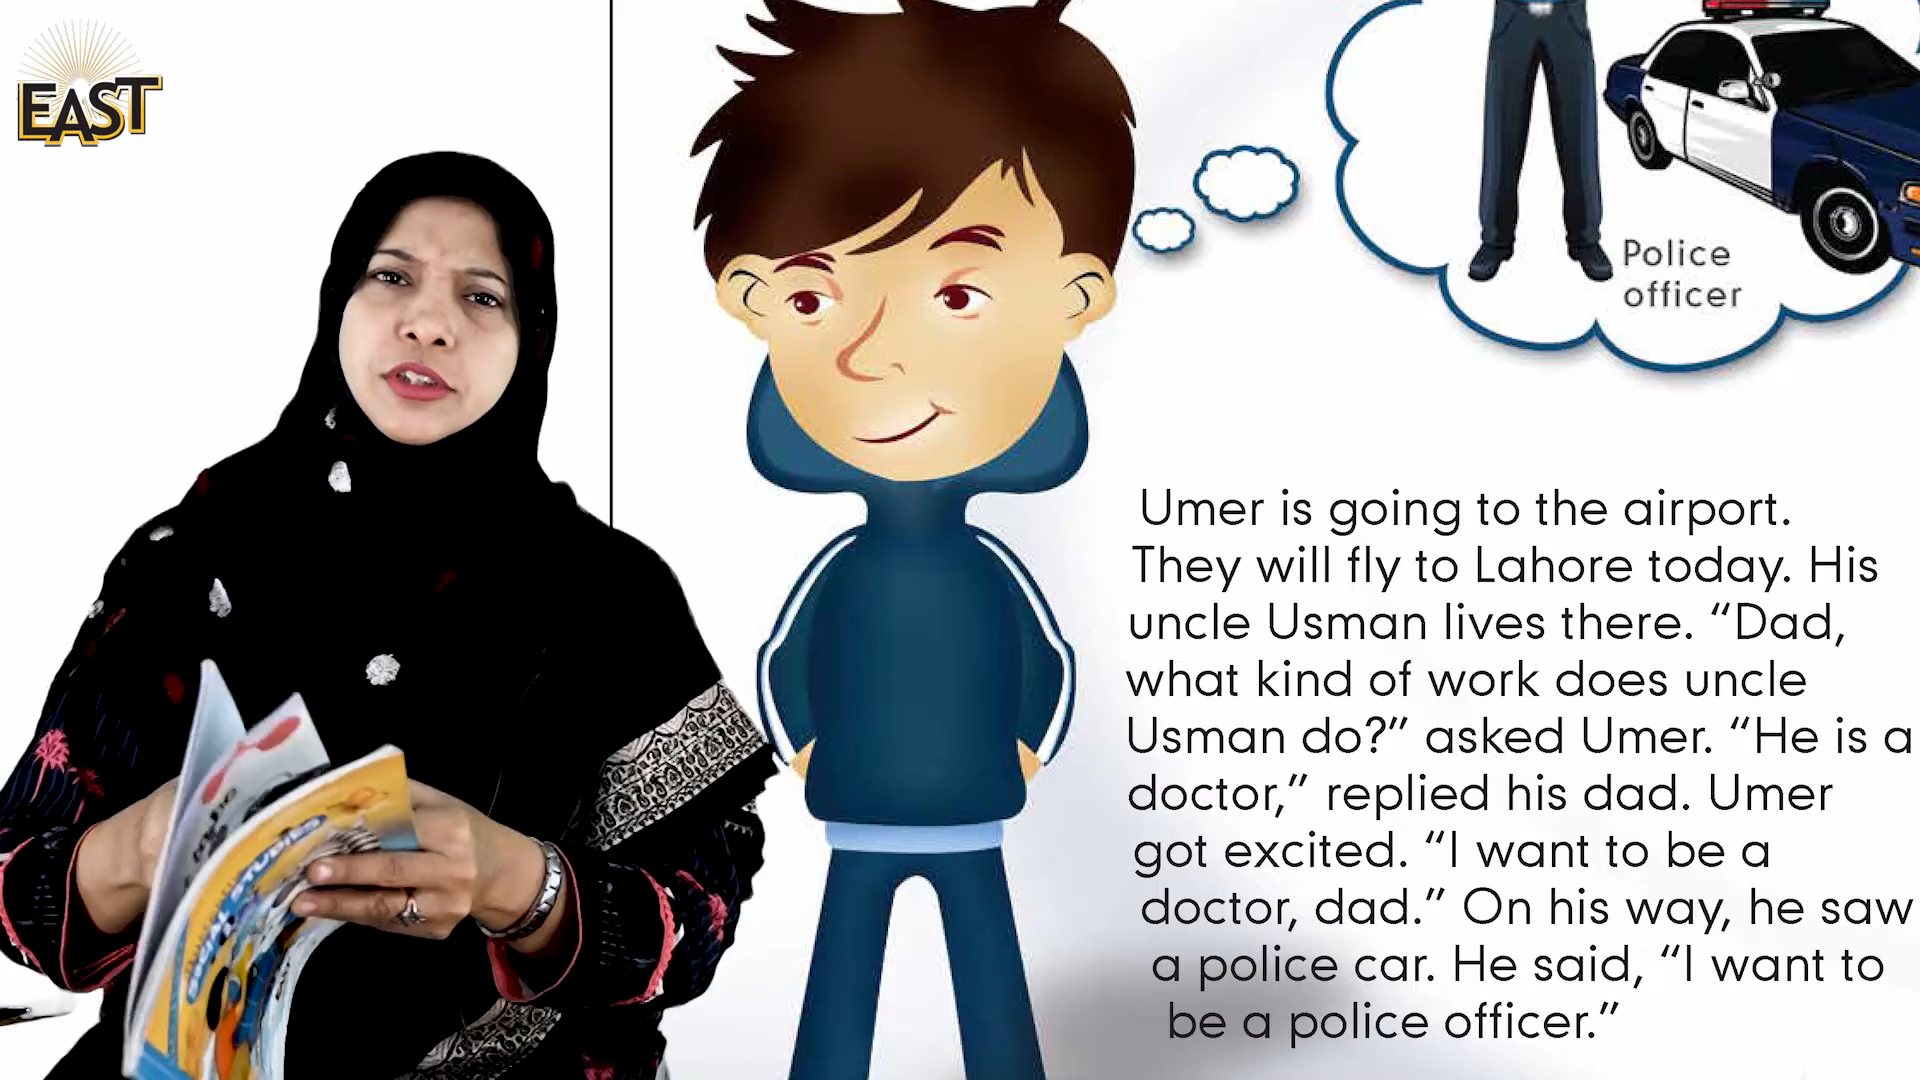 EAST
Police
officer
Umer is going to the airport.
They will fly to Lahore today. His
uncle Usman lives there. “Dad,
what kind of work does uncle
Usman do?” asked Umer. “He is a
doctor,” replied his dad. Umer
got excited. “I want to be a
doctor, dad.” On his way, he saw
a police car. He said, “I want to
be a police officer.”
STUDIES